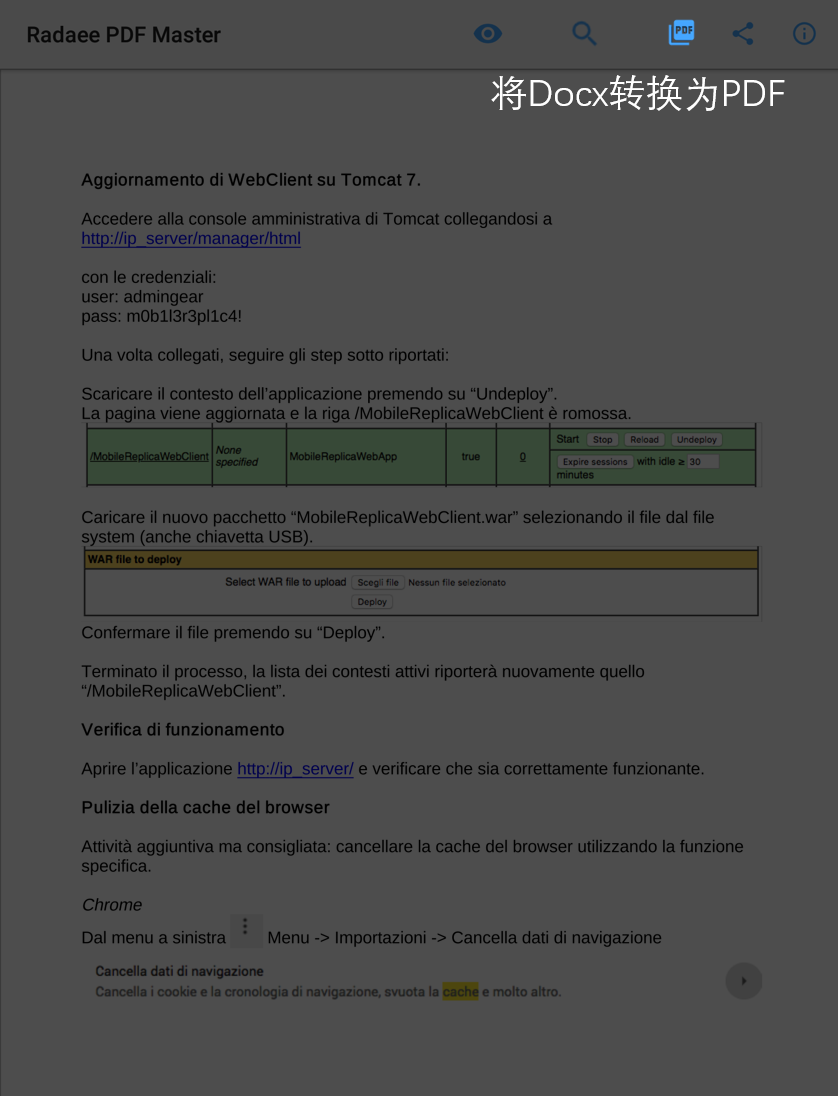 Radaee PDF Master
PDF
将Docx转换为PDF
Aggiornamento di WebClient su Tomcat 7.
Accedere alla console amministrativa di Tomcat collegandosi a
http://ip_server/manager/html
con le credenziali:
user: admingear
pass: m0b1l3r3pl1c4!
Una volta collegati, seguire gli step sotto riportati:
Scaricare il contesto dell’applicazione premendo su “Undeploy”.
La pagina viene aggiornata e la riga /MobileReplicaWebClient è romossa.
/MobileReplicaWebClient None specified MobileReplicaWebApp true 0 Start Stop Reload Undeploy
Expire sessions with idle ≥ 30 minutes
Caricare il nuovo pacchetto “MobileReplicaWebClient.war” selezionando il file dal file
system (anche chiavetta USB).
WAR file to deploy
Select WAR file to upload Scegli file Nessun file selezionato
Deploy
Confermare il file premendo su “Deploy”.
Terminato il processo, la lista dei contesti attivi riporterà nuovamente quello
“/MobileReplicaWebClient”.
Verifica di funzionamento
Aprire l’applicazione http://ip_server/ e verificare che sia correttamente funzionante.
Pulizia della cache del browser
Attività aggiuntiva ma consigliata: cancellare la cache del browser utilizzando la funzione
specifica.
Chrome
Dal menu a sinistra Menu -> Importazioni -> Cancella dati di navigazione
Cancella dati di navigazione
Cancella i cookie e la cronologia di navigazione, svuota la cache e molto altro.